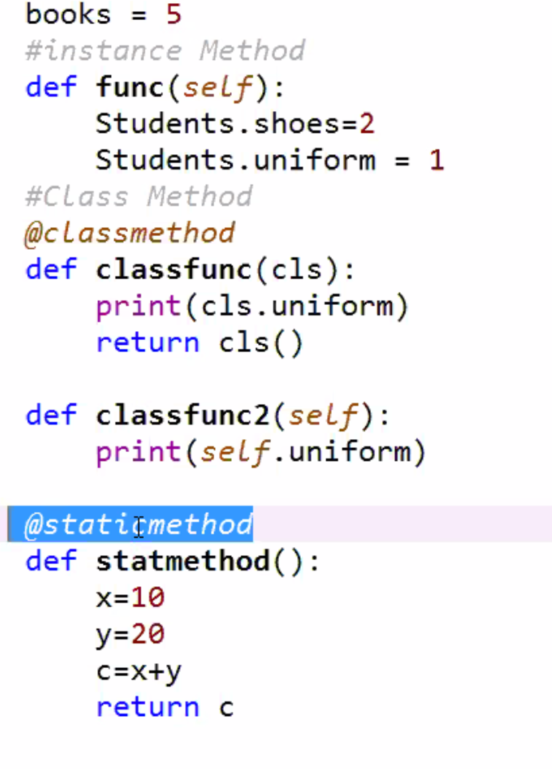 books = 5
#instance Method
def func(self):
    Students.shoes=2
    Students.uniform = 1
#Class Method
@classmethod
def classfunc(cls):
    print(cls.uniform)
    return cls()

def classfunc2(self):
    print(self.uniform)

@staticmethod
def statmethod():
    x=10
    y=20
    c=x+y
    return c